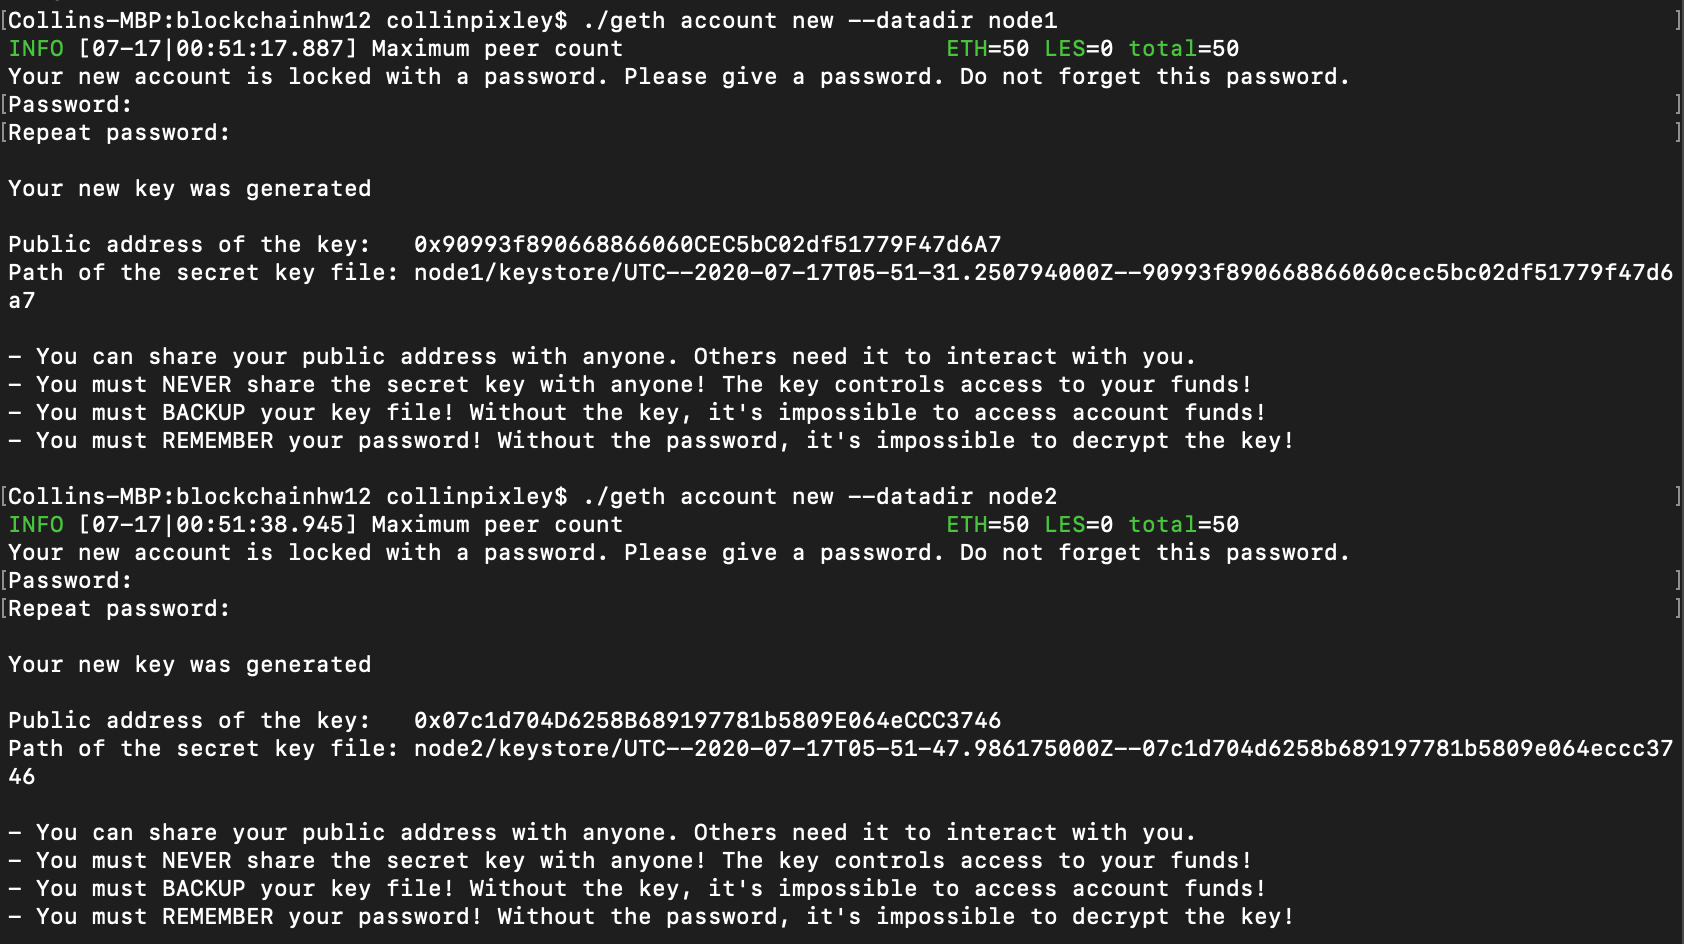 [Collins-MBP:blockchainhw12 collinpixley$ ./geth account new --datadir node1 ]
INFO [07-17|00:51:17.887] Maximum peer count ETH=50 LES=0 total=50
Your new account is locked with a password. Please give a password. Do not forget this password.
[Password: ]
[Repeat password: ]
Your new key was generated
Public address of the key: 0x90993f890668866060CEC5bC02df51779F47d6A7
Path of the secret key file: node1/keystore/UTC--2020-07-17T05-51-31.250794000Z--90993f890668866060cec5bc02df51779f47d6
a7
- You can share your public address with anyone. Others need it to interact with you.
- You must NEVER share the secret key with anyone! The key controls access to your funds!
- You must BACKUP your key file! Without the key, it's impossible to access account funds!
- You must REMEMBER your password! Without the password, it's impossible to decrypt the key!
[Collins-MBP:blockchainhw12 collinpixley$ ./geth account new --datadir node2 ]
INFO [07-17|00:51:38.945] Maximum peer count ETH=50 LES=0 total=50
Your new account is locked with a password. Please give a password. Do not forget this password.
[Password: ]
[Repeat password: ]
Your new key was generated
Public address of the key: 0x07c1d704D6258B689197781b5809E064eCCC3746
Path of the secret key file: node2/keystore/UTC--2020-07-17T05-51-47.986175000Z--07c1d704d6258b689197781b5809e064eccc37
46
- You can share your public address with anyone. Others need it to interact with you.
- You must NEVER share the secret key with anyone! The key controls access to your funds!
- You must BACKUP your key file! Without the key, it's impossible to access account funds!
- You must REMEMBER your password! Without the password, it's impossible to decrypt the key!